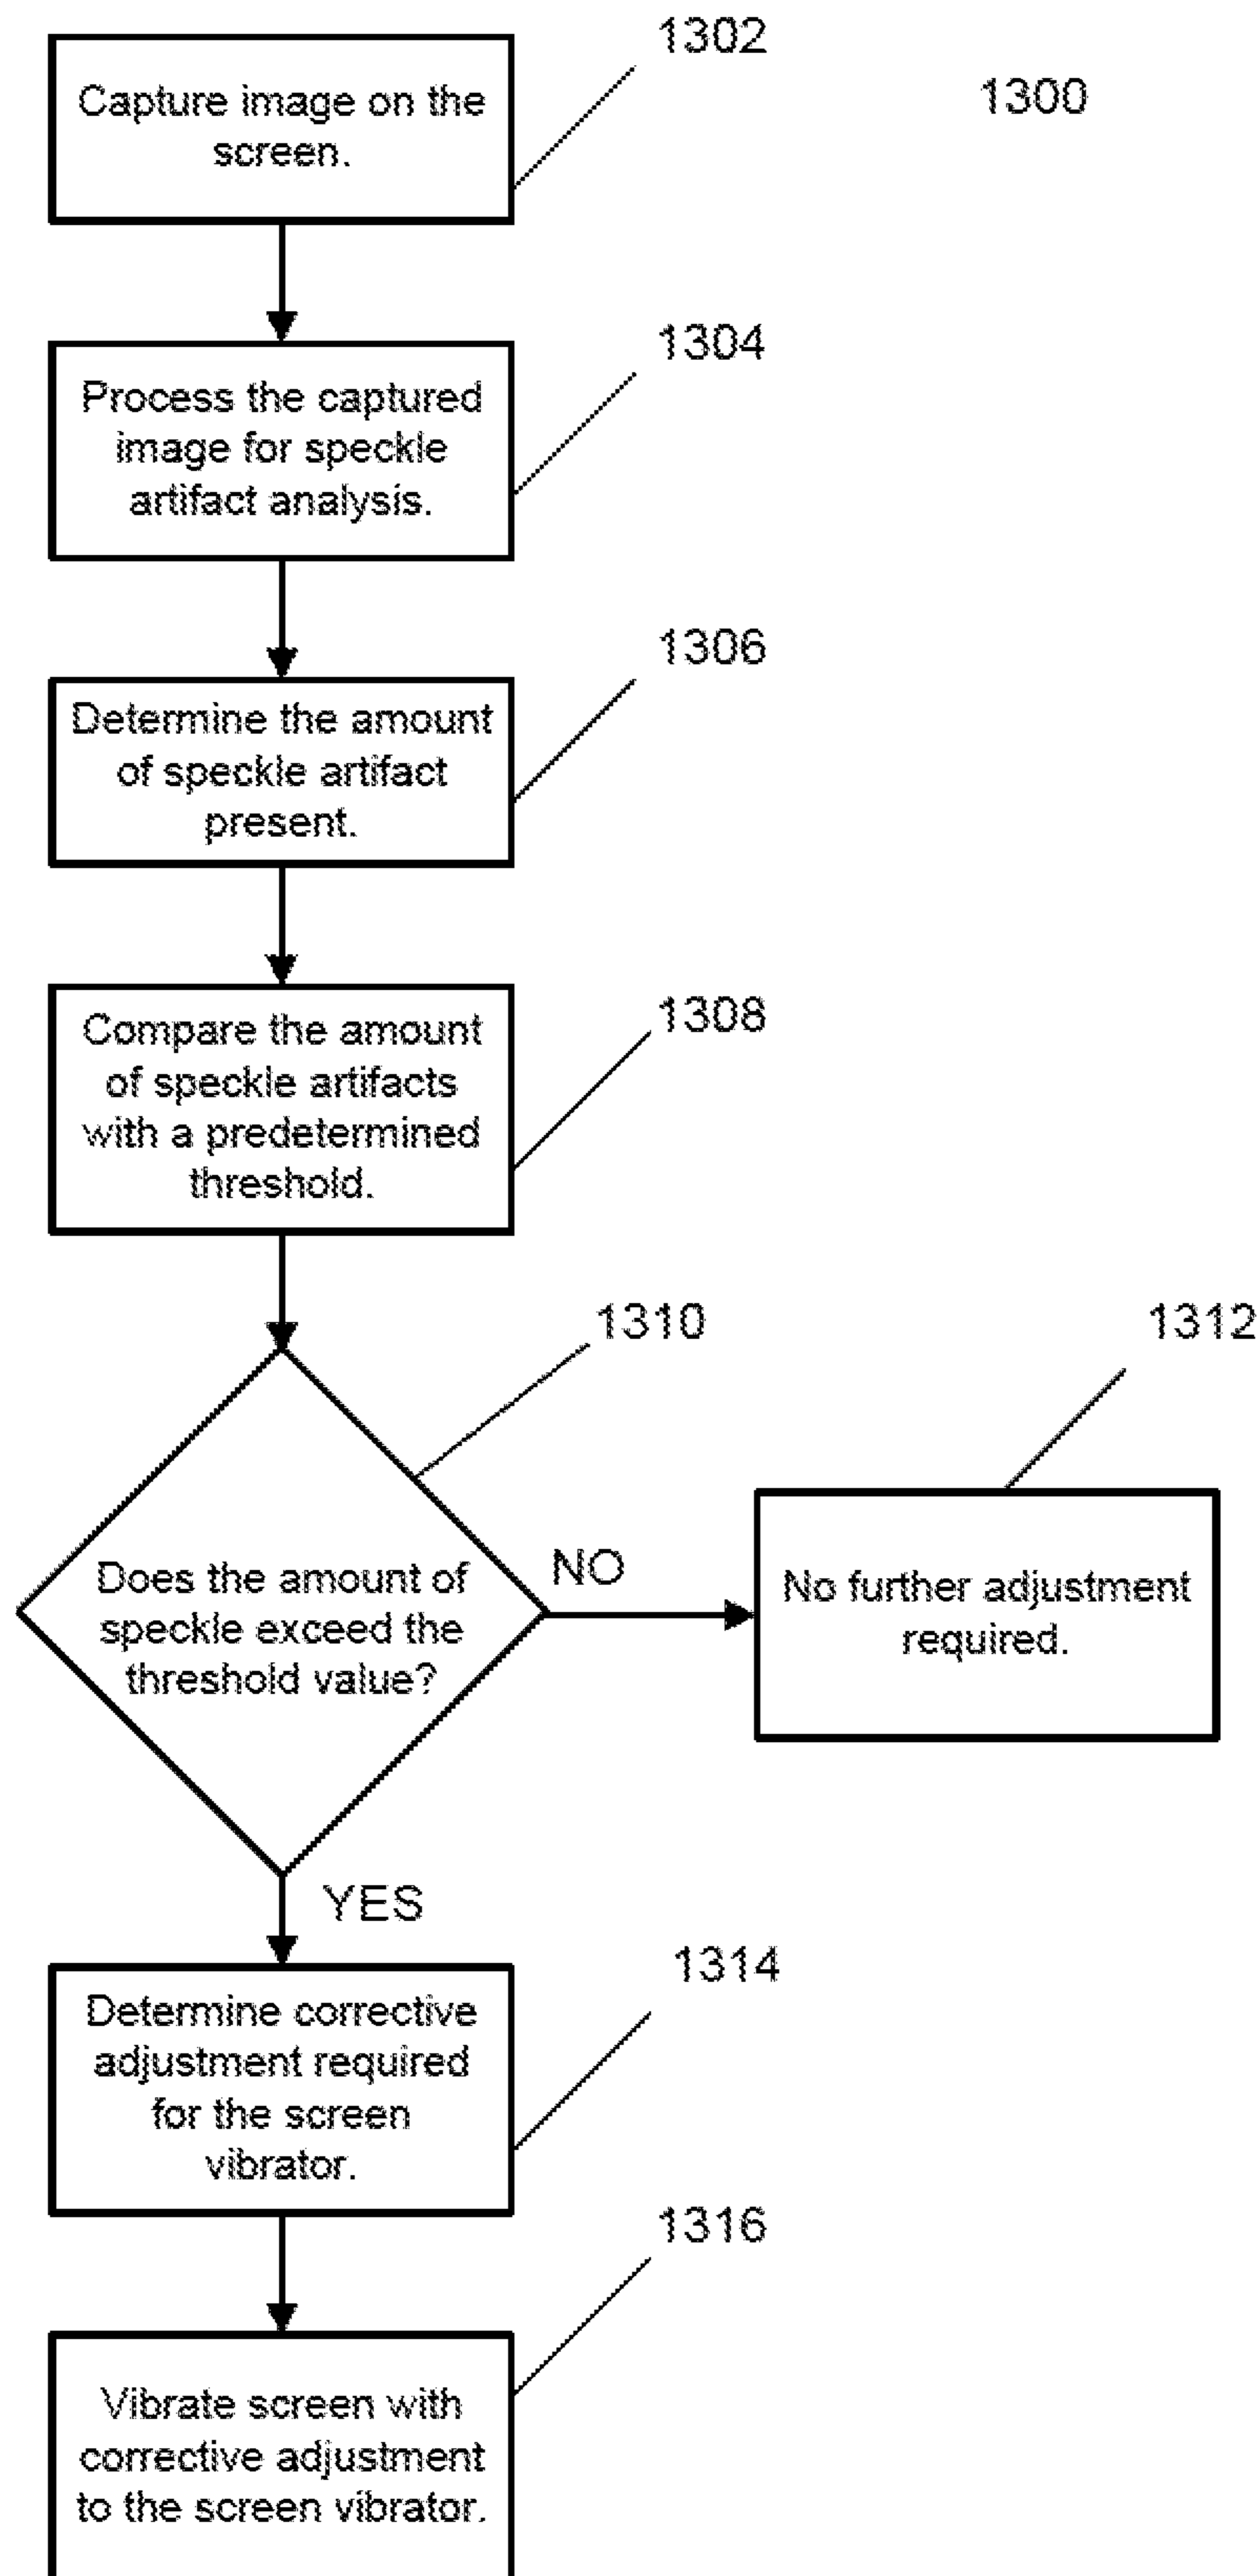 1302
1300
Capture image on the
screen.
1304
Process the captured
image for speckle
artifact analysis.
1306
Determine the amount
of speckle artifact
present.
1308
Compare the amount
of speckle artifacts
with a predetermined
threshold.
1310
1312
Does the amount of
speckle exceed the
threshold value?
NO
No further adjustment
required.
YES
1314
Determine corrective
adjustment required
for the screen
vibrator.
1316
Vibrate screen with
corrective adjustment
to the screen vibrator.